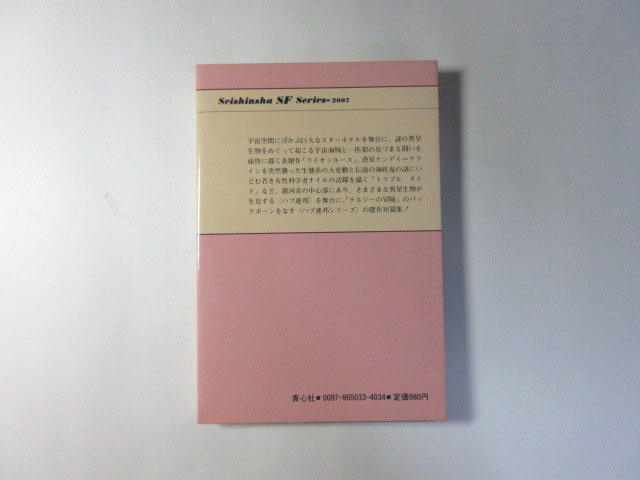 Seishinsha SF Series-2007
宇宙空間に浮かぶ巨大なスターホテルを舞台に、謎の異星
生物をめぐって起こる宇宙海賊と一匹狼の息づまる闘いを
痛快に描く表題作「ライオンルース」、惑星ナンディ＝クラ
インを突然襲った生態系の大変動と伝説の海底鬼の謎にい
どむ若き女性科学者ナイルの活躍を描く「トラブル タイ
ド」など、銀河系の中心部にあり、さまざまな異星生物が
生息する〈ハブ連邦〉を舞台に、「テルジーの冒険」のバッ
クボーンをなす〈ハブ連邦シリーズ〉の傑作短篇集！
青心社■0097-865033-4034■定価980円